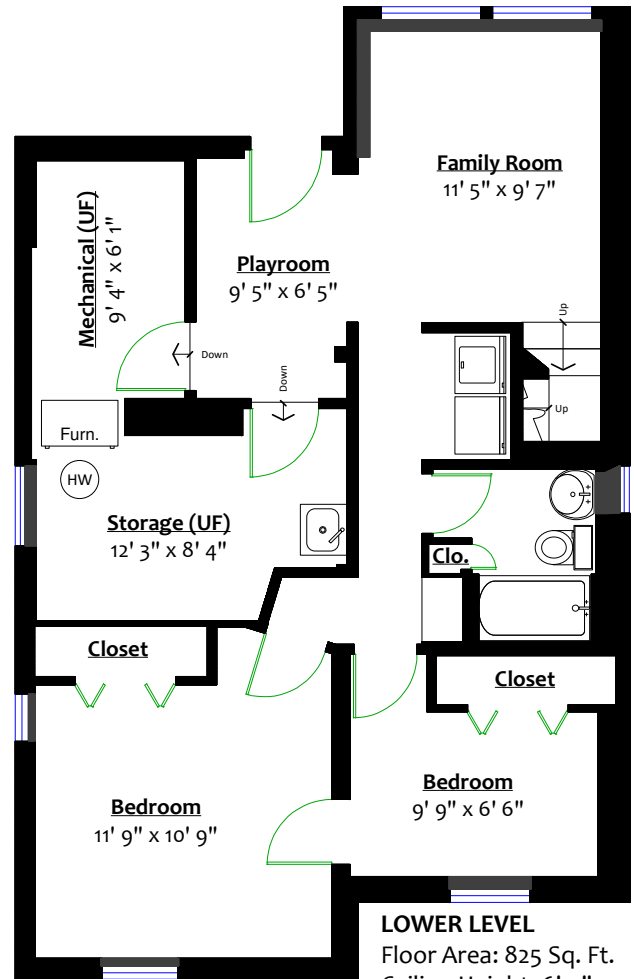 Family Room
11' 5" x 9' 7"
Mechanical (UF)
9' 4" x 6' 1"
Playroom
9' 5" x 6' 5"
Up
Down
Down
Up
Furn.
HW
Storage (UF)
12' 3" x 8' 4"
Clo.
Closet
Closet
Bedroom
9' 9" x 6' 6"
Bedroom
11' 9" x 10' 9"
LOWER LEVEL
Floor Area: 825 Sq. Ft.